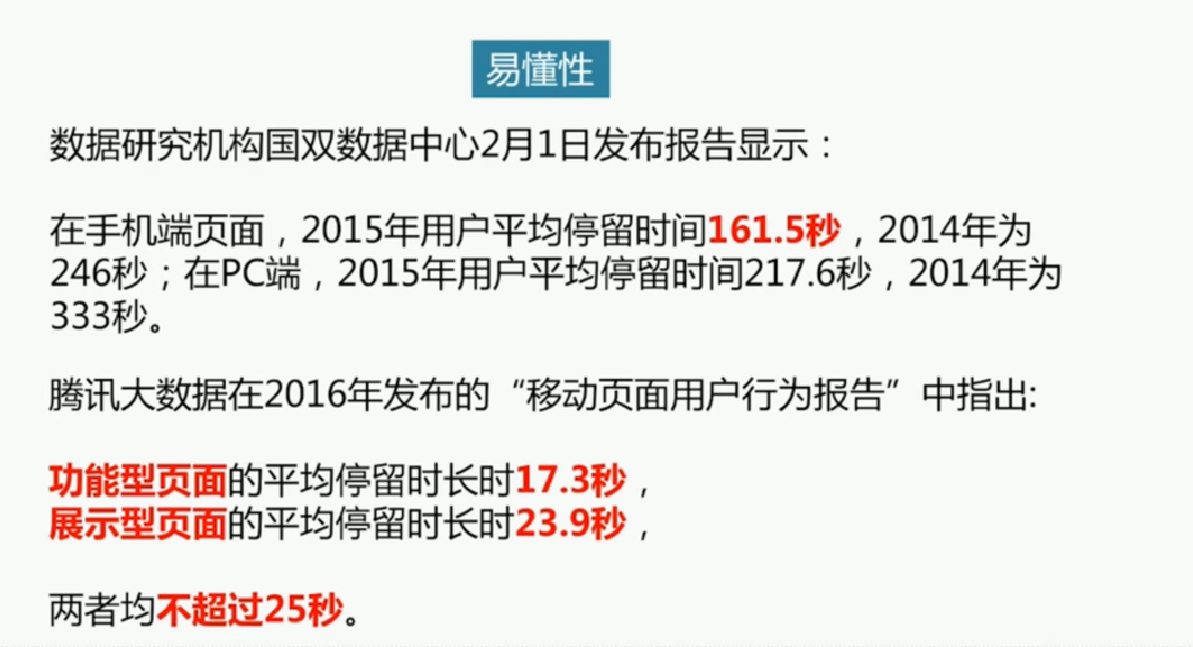 易懂性
数据研究机构国双数据中心2月1日发布报告显示：
在手机端页面，2015年用户平均停留时间161.5秒，2014年为
246秒；在PC端，2015年用户平均停留时间217.6秒，2014年为
333秒。
腾讯大数据在2016年发布的“移动页面用户行为报告”中指出:
功能型页面的平均停留时长时17.3秒，
展示型页面的平均停留时长时23.9秒，
两者均不超过25秒。